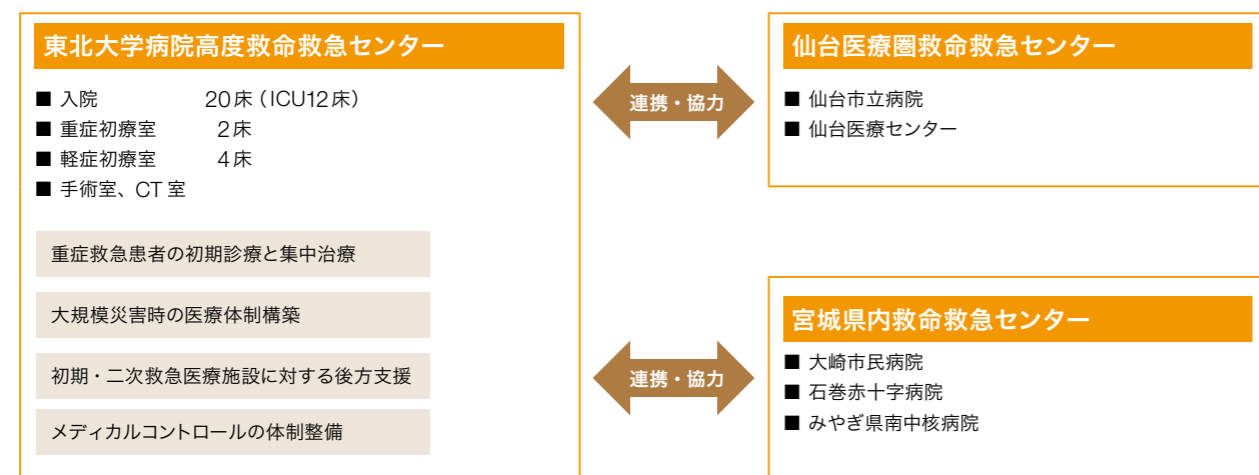 東北大学病院高度救命救急センター
■ 入院 20床（ICU12床）
■ 重症初療室 2床
■ 軽症初療室 4床
■ 手術室、CT室
重症救急患者の初期診療と集中治療
大規模災害時の医療体制構築
初期・二次救急医療施設に対する後方支援
メディカルコントロールの体制整備
連携・協力
仙台医療圏救命救急センター
■ 仙台市立病院
■ 仙台医療センター
連携・協力
宮城県内救命救急センター
■ 大崎市民病院
■ 石巻赤十字病院
■ みやぎ県南中核病院